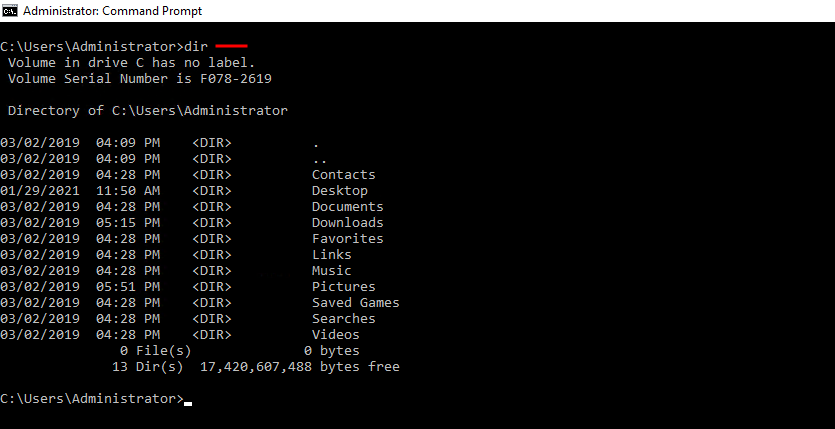 Administrator: Command Prompt
C:\Users\Administrator>dir
 Volume in drive C has no label.
 Volume Serial Number is F078-2619
 Directory of C:\Users\Administrator
03/02/2019  04:09 PM    <DIR>          .
03/02/2019  04:09 PM    <DIR>          ..
03/02/2019  04:28 PM    <DIR>          Contacts
01/29/2021  11:50 AM    <DIR>          Desktop
03/02/2019  04:28 PM    <DIR>          Documents
03/02/2019  05:15 PM    <DIR>          Downloads
03/02/2019  04:28 PM    <DIR>          Favorites
03/02/2019  04:28 PM    <DIR>          Links
03/02/2019  04:28 PM    <DIR>          Music
03/02/2019  05:51 PM    <DIR>          Pictures
03/02/2019  04:28 PM    <DIR>          Saved Games
03/02/2019  04:28 PM    <DIR>          Searches
03/02/2019  04:28 PM    <DIR>          Videos
               0 File(s)              0 bytes
              13 Dir(s)  17,420,607,488 bytes free
C:\Users\Administrator>